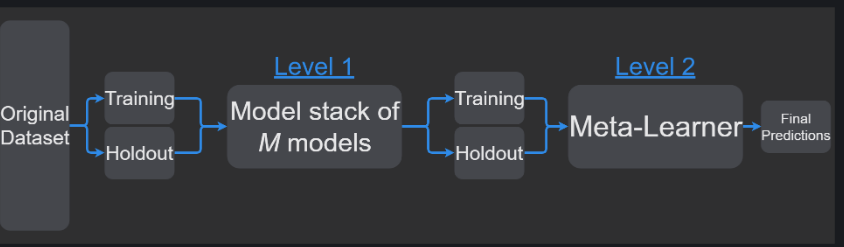 Level 1
Level 2
Original
Dataset
Training
Holdout
Model stack of
M models
Training
Holdout
Meta-Learner
Final
Predictions